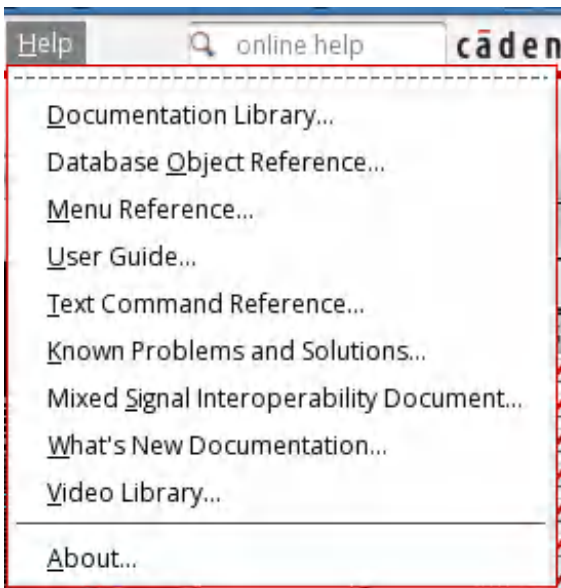 Help online help cāden
Documentation Library...
Database Object Reference...
Menu Reference...
User Guide...
Text Command Reference...
Known Problems and Solutions...
Mixed Signal Interoperability Document...
What's New Documentation...
Video Library...
About...